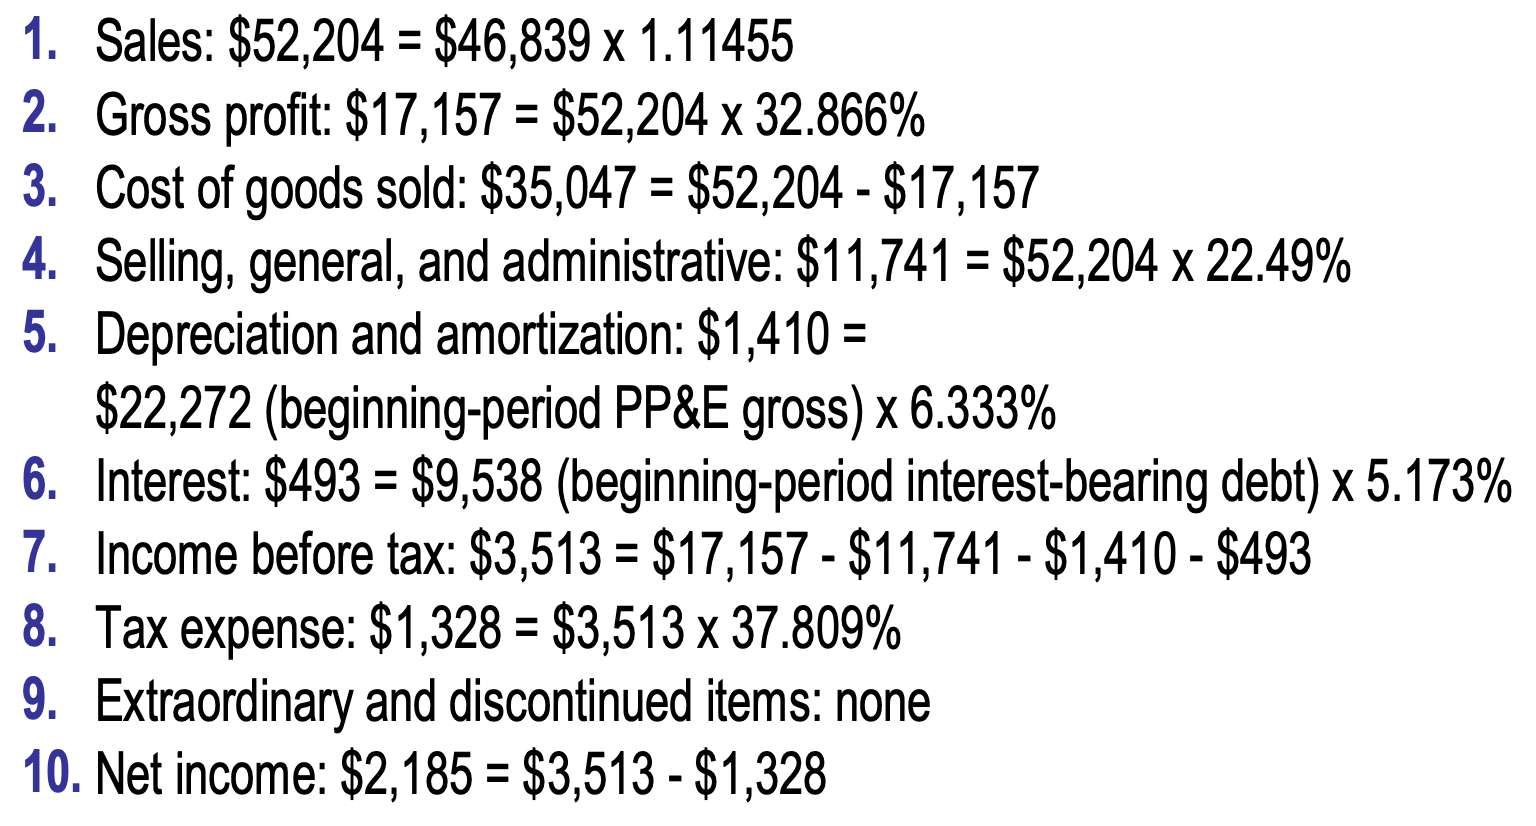 1. Sales: $52,204 = $46,839 x 1.11455
2. Gross profit: $17,157 = $52,204 x 32.866%
3. Cost of goods sold: $35,047 = $52,204 - $17,157
4. Selling, general, and administrative: $11,741 = $52,204 x 22.49%
5. Depreciation and amortization: $1,410 =
$22,272 (beginning-period PP&E gross) x 6.333%
6. Interest: $493 = $9,538 (beginning-period interest-bearing debt) x 5.173%
7. Income before tax: $3,513 = $17,157 - $11,741 - $1,410 - $493
8. Tax expense: $1,328 = $3,513 x 37.809%
9. Extraordinary and discontinued items: none
10. Net income: $2,185 = $3,513 - $1,328